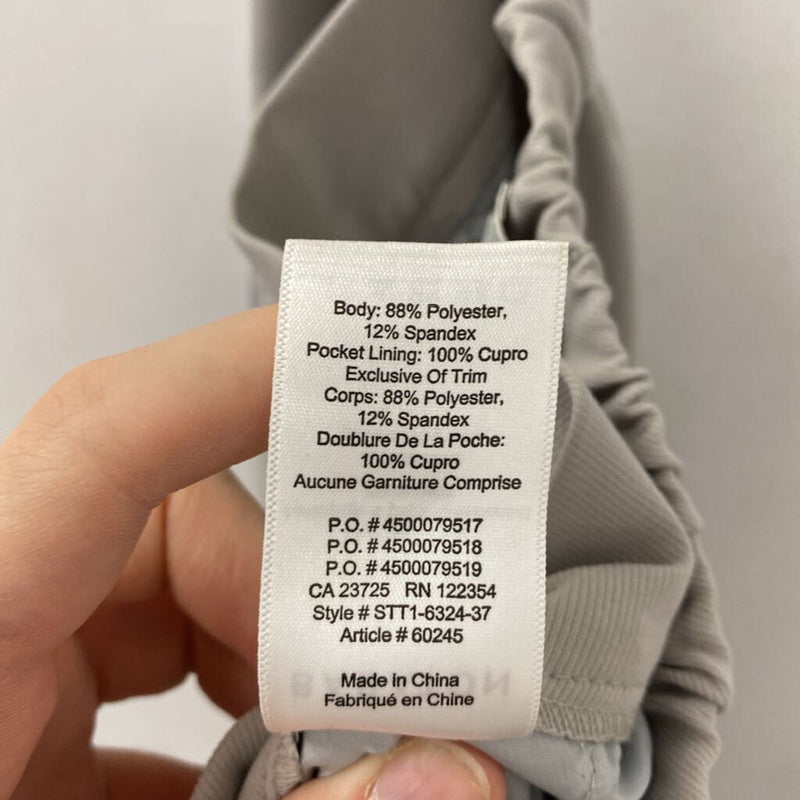 Body: 88% Polyester,
12% Spandex
Pocket Lining: 100% Cupro
Exclusive Of Trim
Corps: 88% Polyester,
12% Spandex
Doublure De La Poche:
100% Cupro
Aucune Garniture Comprise
P.O. # 4500079517
P.O. # 4500079518
P.O. # 4500079519
CA 23725 RN 122354
Style # STT1-6324-37
Article # 60245
Made in China
Fabriqué en Chine